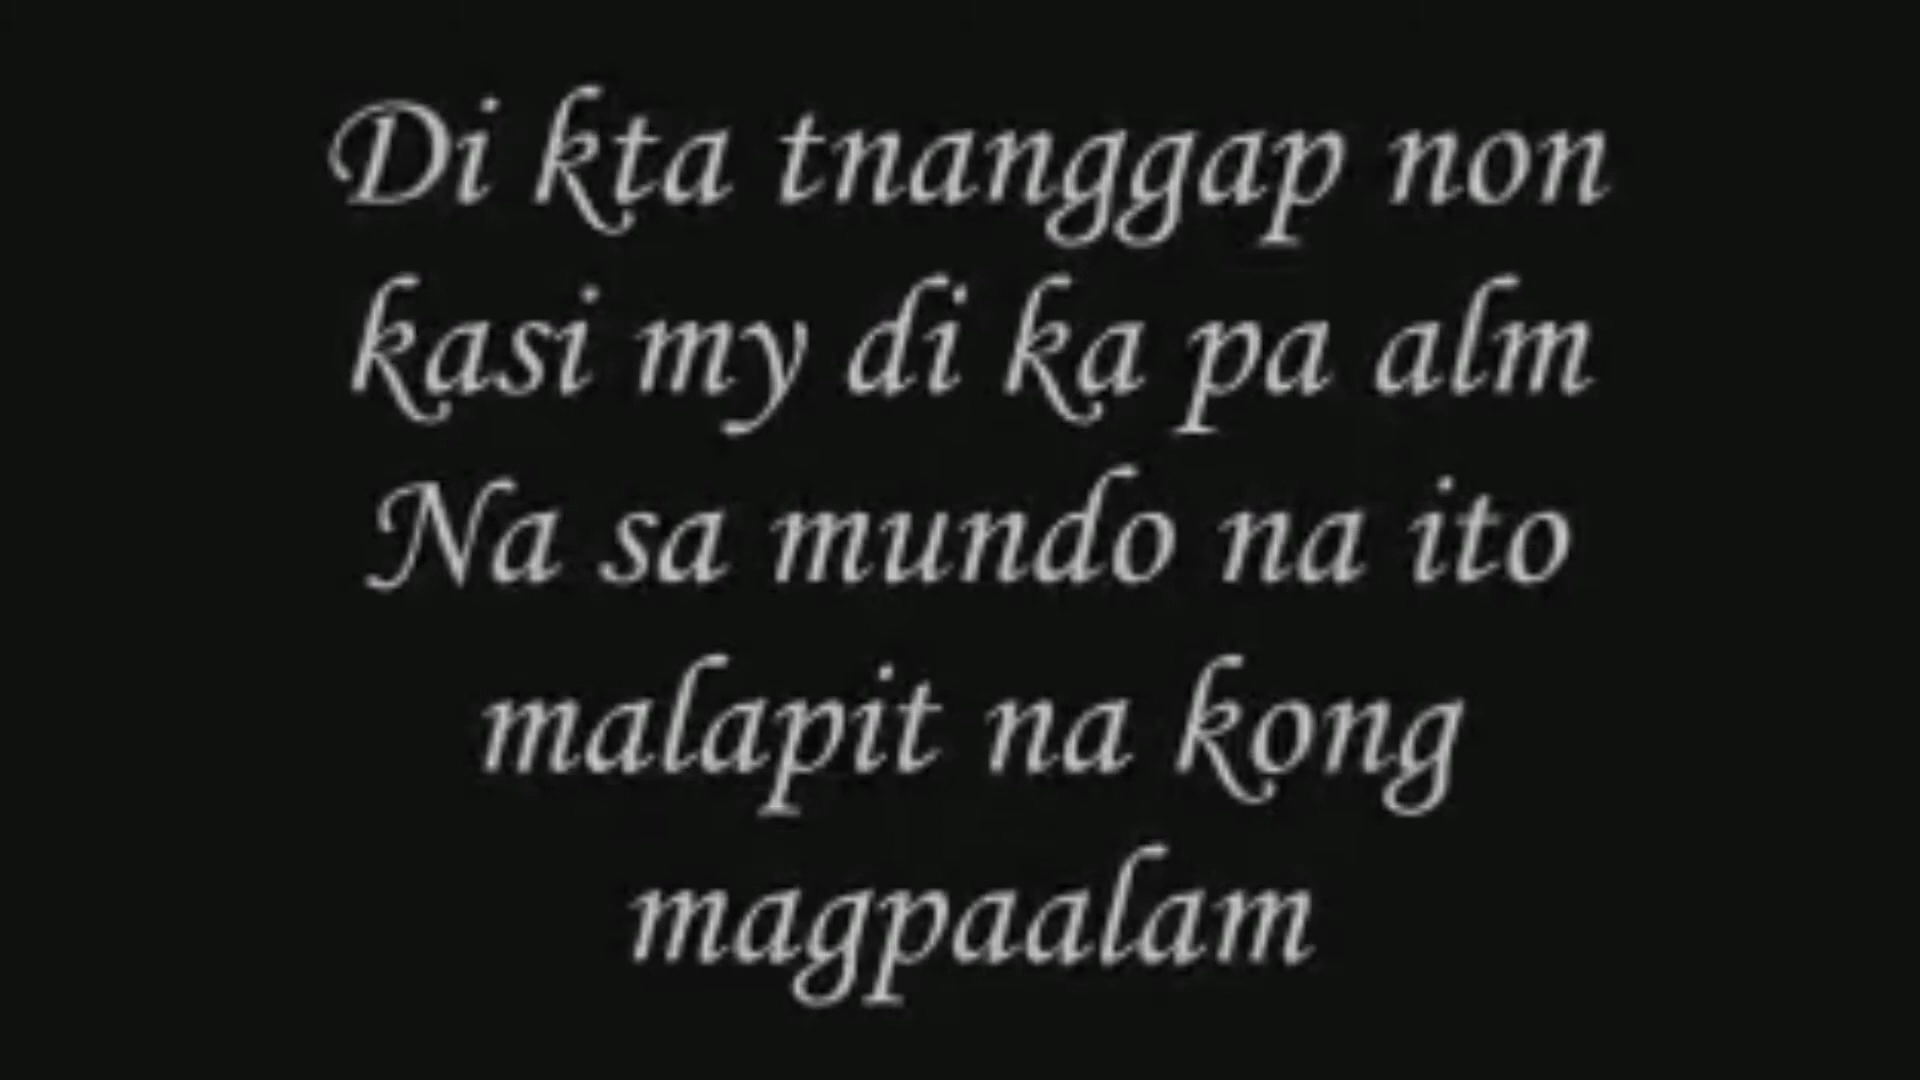 Di kta tnanggap non
kasi my di ka pa alm
Na sa mundo na ito
malapit na kong
magpaalam